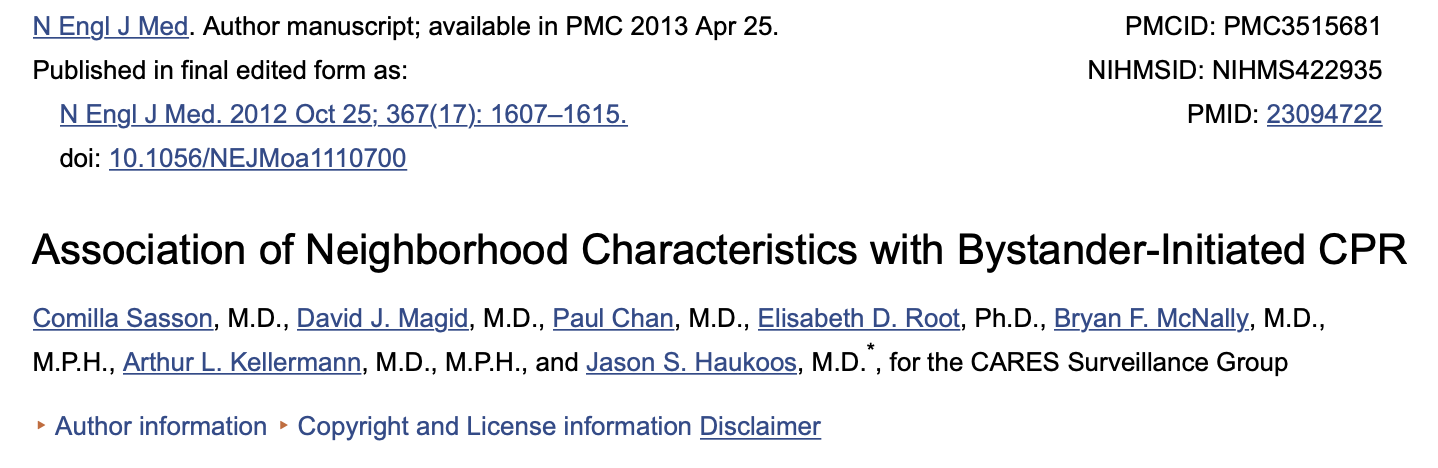 N Engl J Med. Author manuscript; available in PMC 2013 Apr 25.
Published in final edited form as:
N Engl J Med. 2012 Oct 25; 367(17): 1607–1615.
doi: 10.1056/NEJMoa1110700
PMCID: PMC3515681
NIHMSID: NIHMS422935
PMID: 23094722
Association of Neighborhood Characteristics with Bystander-Initiated CPR
Comilla Sasson, M.D., David J. Magid, M.D., Paul Chan, M.D., Elisabeth D. Root, Ph.D., Bryan F. McNally, M.D.,
M.P.H., Arthur L. Kellermann, M.D., M.P.H., and Jason S. Haukoos, M.D.*, for the CARES Surveillance Group
▸ Author information ▸ Copyright and License information Disclaimer